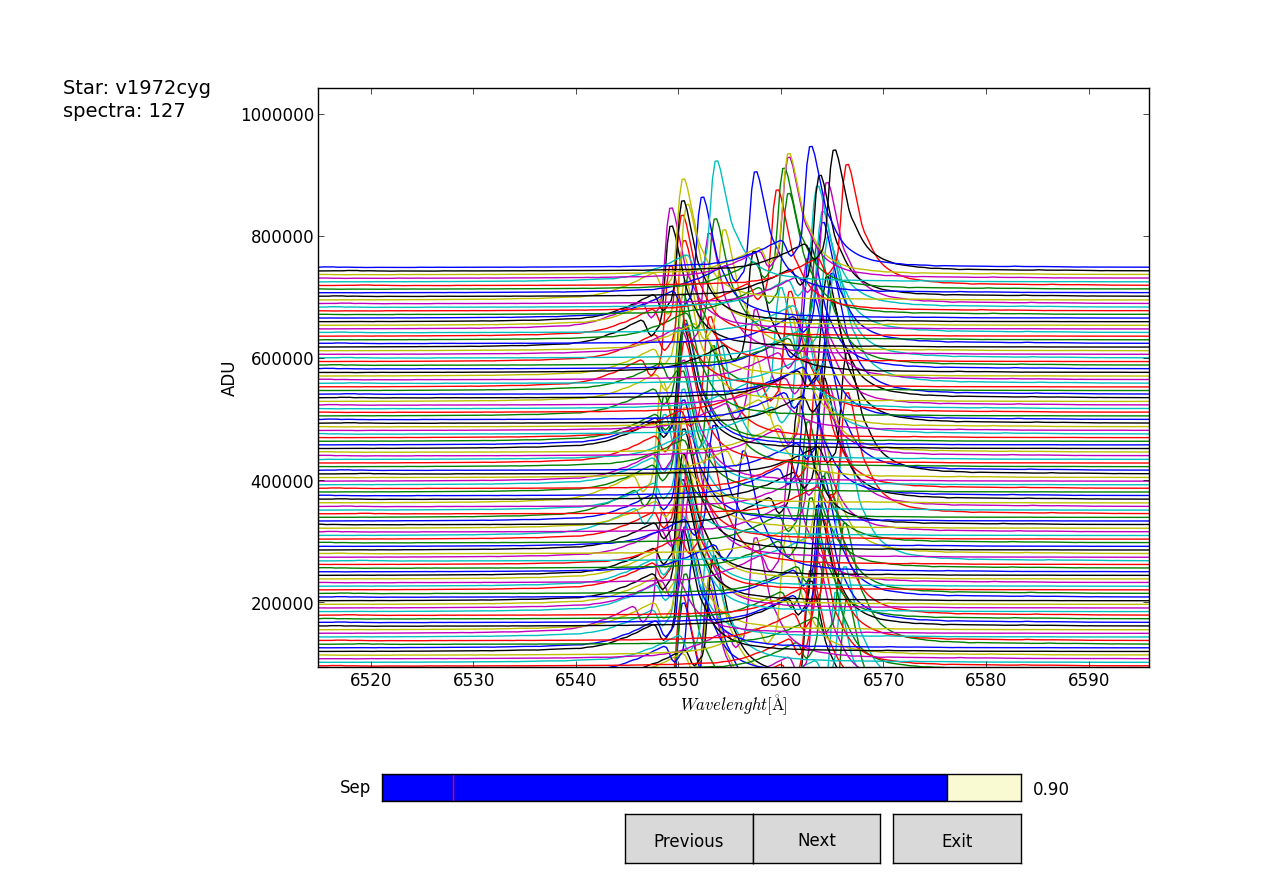 Star: v1972cyg
spectra: 127
1000000
800000
600000
400000
200000
ADU
6520 6530 6540 6550 6560 6570 6580 6590
Wavelenght[Å]
Sep 0.90
Previous Next Exit